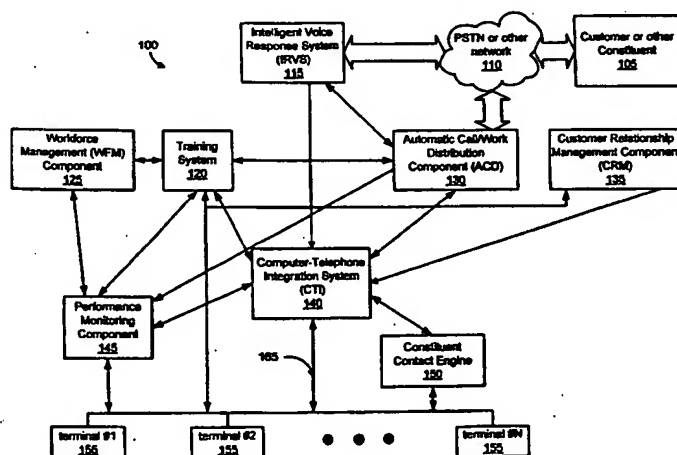 100
Intelligent Voice
Response System
(IRVS)
115
PSTN or other
network
110
Customer or other
Constituent
105
Workforce
Management (WFM)
Component
125
Training
System
120
Automatic Call/Work
Distribution
Component (ACD)
130
Customer Relationship
Management Component
(CRM)
135
Computer-Telephone
Integration System
(CTI)
140
Performance
Monitoring
Component
145
165
Constituent
Contact Engine
150
terminal #1
155
terminal #2
155
terminal #N
155